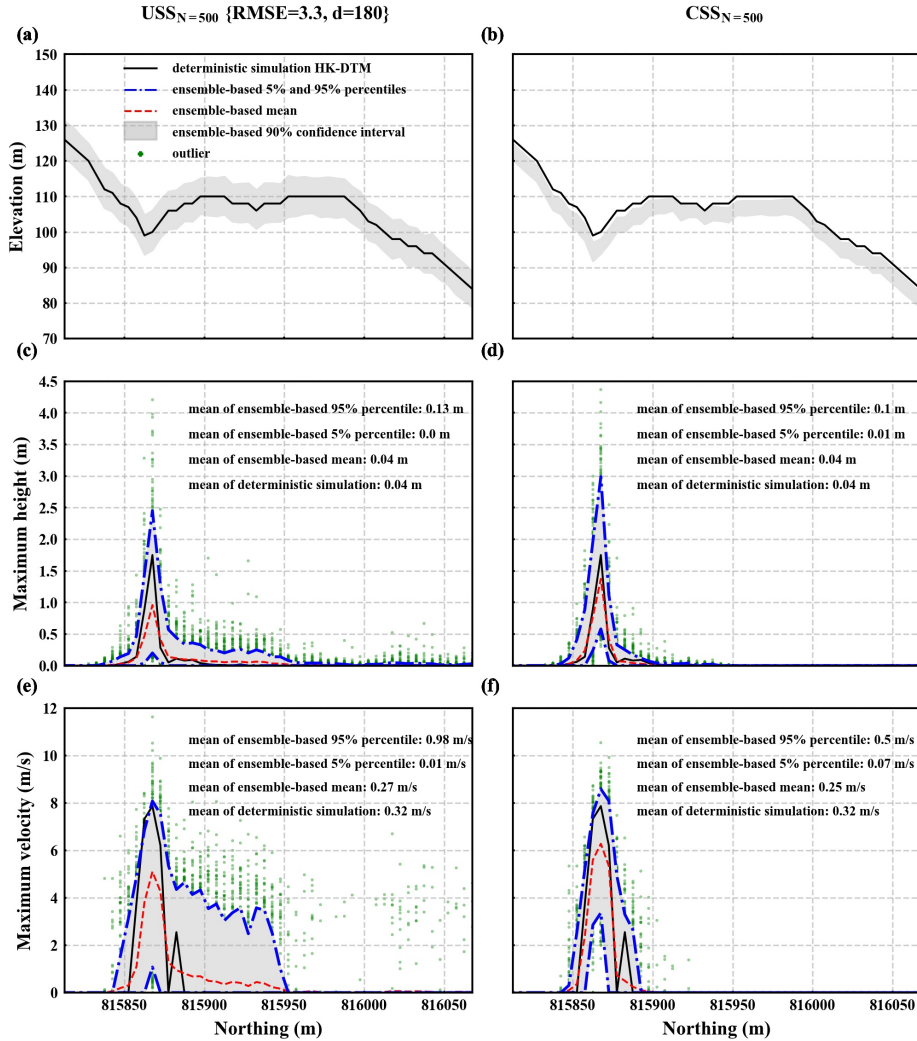 USS_{N=500} {RMSE=3.3, d=180}
CSS_{N=500}
(a)
(b)
150
140
130
120
110
100
90
80
70
Elevation (m)
deterministic simulation HK-DTM
ensemble-based 5% and 95% percentiles
ensemble-based mean
ensemble-based 90% confidence interval
outlier
(c)
(d)
4.5
4.0
3.5
3.0
2.5
2.0
1.5
1.0
0.5
0.0
Maximum height (m)
mean of ensemble-based 95% percentile: 0.13 m
mean of ensemble-based 5% percentile: 0.0 m
mean of ensemble-based mean: 0.04 m
mean of deterministic simulation: 0.04 m
mean of ensemble-based 95% percentile: 0.1 m
mean of ensemble-based 5% percentile: 0.01 m
mean of ensemble-based mean: 0.04 m
mean of deterministic simulation: 0.04 m
(e)
(f)
12
10
8
6
4
2
0
Maximum velocity (m/s)
mean of ensemble-based 95% percentile: 0.98 m/s
mean of ensemble-based 5% percentile: 0.01 m/s
mean of ensemble-based mean: 0.27 m/s
mean of deterministic simulation: 0.32 m/s
mean of ensemble-based 95% percentile: 0.5 m/s
mean of ensemble-based 5% percentile: 0.07 m/s
mean of ensemble-based mean: 0.25 m/s
mean of deterministic simulation: 0.32 m/s
815850 815900 815950 816000 816050
815850 815900 815950 816000 816050
Northing (m)
Northing (m)